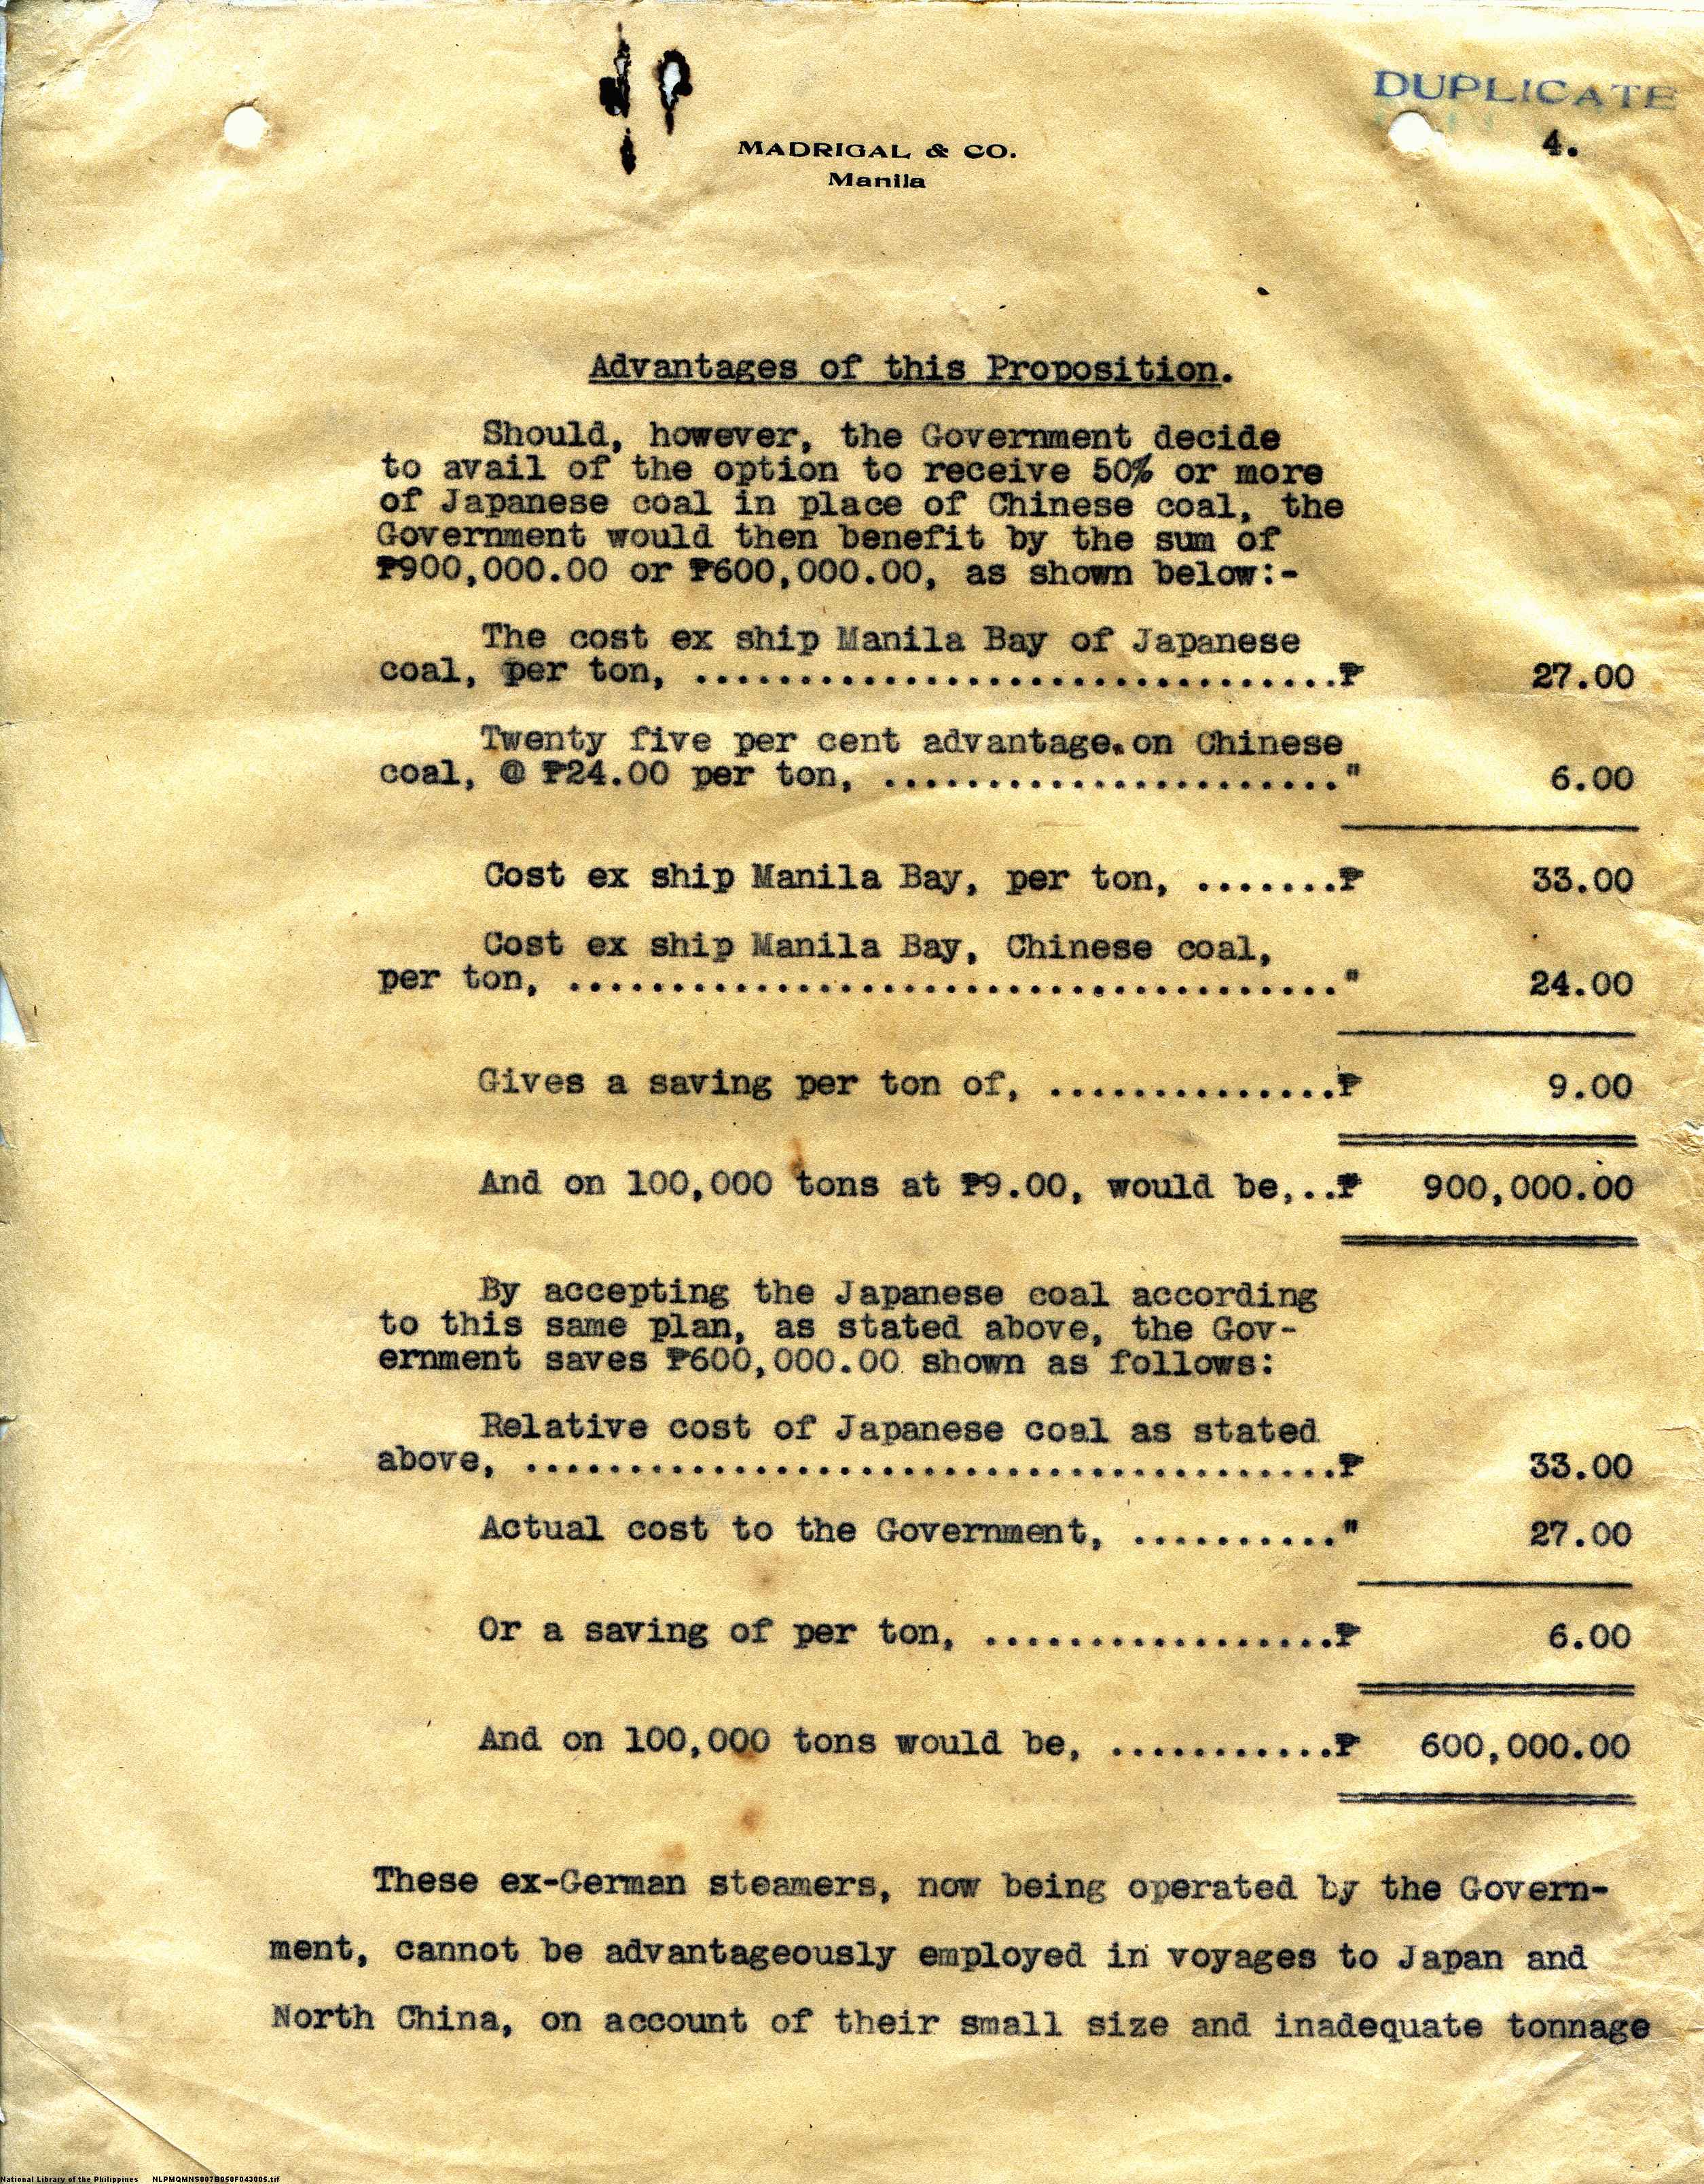 DUPLICATE
4.
MADRIGAL & CO.
Manila
Advantages of this Proposition.
Should, however, the Government decide
to avail of the option to receive 50% or more
of Japanese coal in place of Chinese coal, the
Government would then benefit by the sum of
₱900,000.00 or ₱600,000.00, as shown below:-
The cost ex ship Manila Bay of Japanese
coal, per ton, ...............................₱ 27.00
Twenty five per cent advantage.on Chinese
coal, @ ₱24.00 per ton, ......................" 6.00
Cost ex ship Manila Bay, per ton, .......₱ 33.00
Cost ex ship Manila Bay, Chinese coal,
per ton, ....................................." 24.00
Gives a saving per ton of, ..............₱ 9.00
And on 100,000 tons at ₱9.00, would be,..₱ 900,000.00
By accepting the Japanese coal according
to this same plan, as stated above, the Gov-
ernment saves ₱600,000.00 shown as follows:
Relative cost of Japanese coal as stated
above, .......................................₱ 33.00
Actual cost to the Government, .........." 27.00
Or a saving of per ton, .................₱ 6.00
And on 100,000 tons would be, ...........₱ 600,000.00
These ex-German steamers, now being operated by the Govern-
ment, cannot be advantageously employed in voyages to Japan and
North China, on account of their small size and inadequate tonnage
National Library of the Philippines NLPMQMNS007B050F043006.tif